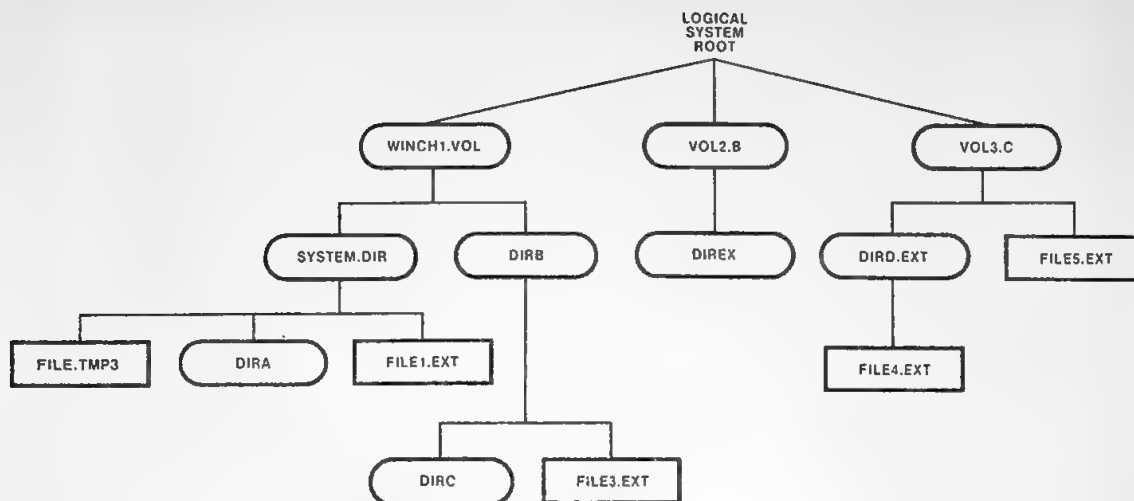 LOGICAL
SYSTEM
ROOT
WINCH1.VOL
VOL2.B
VOL3.C
SYSTEM.DIR
DIRB
DIREX
DIRD.EXT
FILE5.EXT
FILE.TMP3
DIRA
FILE1.EXT
FILE4.EXT
DIRC
FILE3.EXT